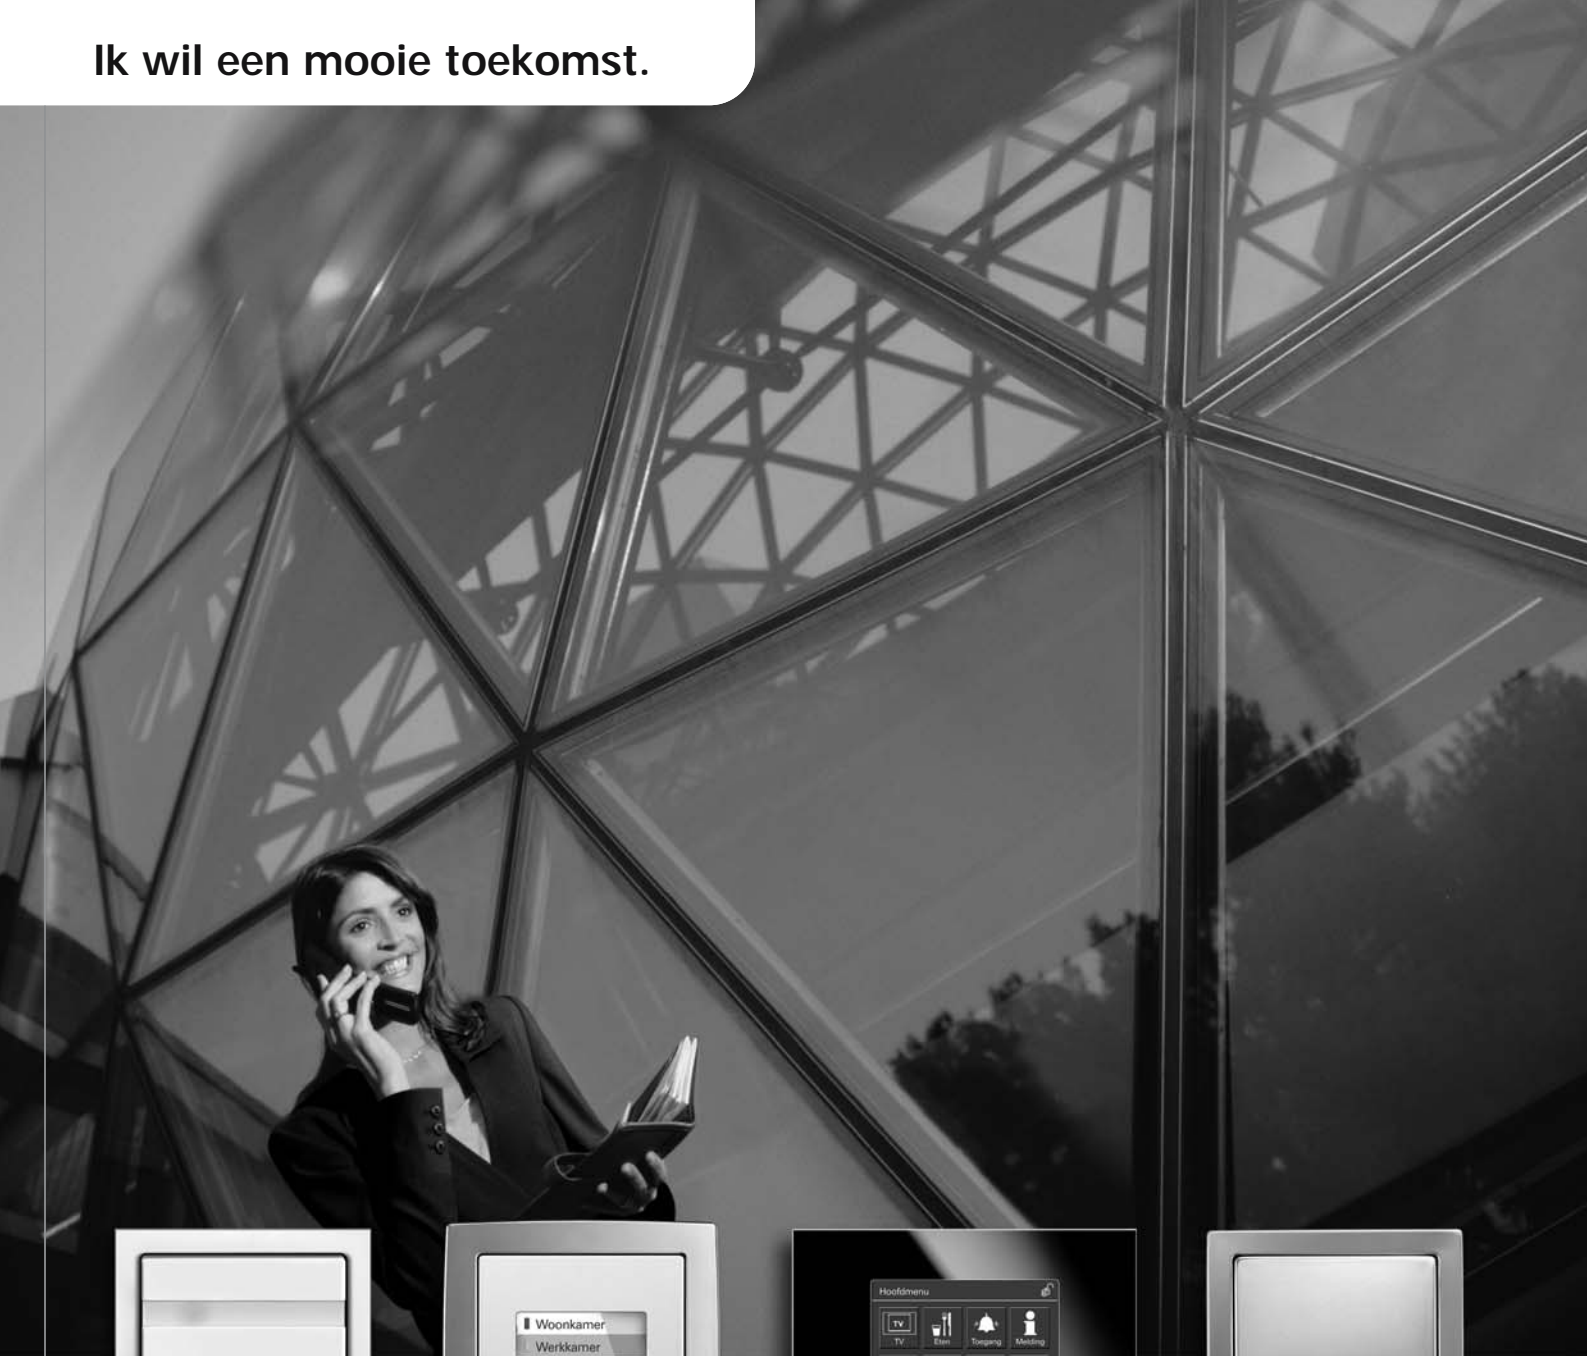 Ik wil een mooie toekomst.
Woonkamer
Werkkamer
Hoofdmenu
TV
TV
Eten
Toegang
Melding